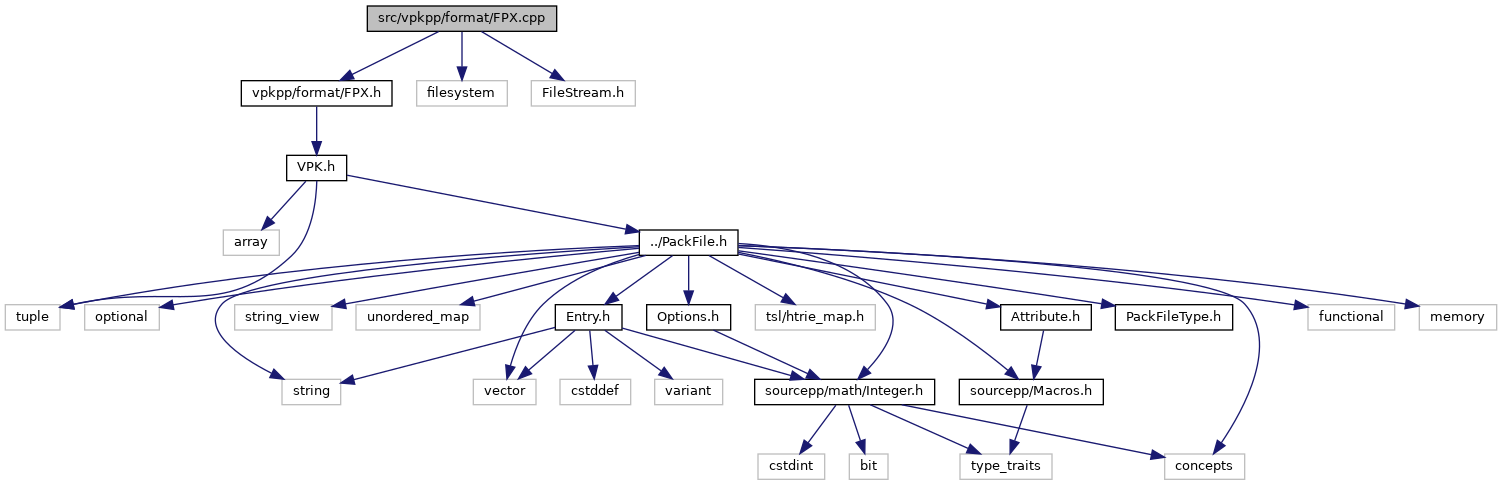 src/vpkpp/format/FPX.cpp
vpkpp/format/FPX.h
filesystem
FileStream.h
VPK.h
array
../PackFile.h
tuple
optional
string_view
unordered_map
Entry.h
Options.h
tsl/htrie_map.h
Attribute.h
PackFileType.h
functional
memory
string
vector
cstddef
variant
sourcepp/math/Integer.h
sourcepp/Macros.h
cstdint
bit
type_traits
concepts